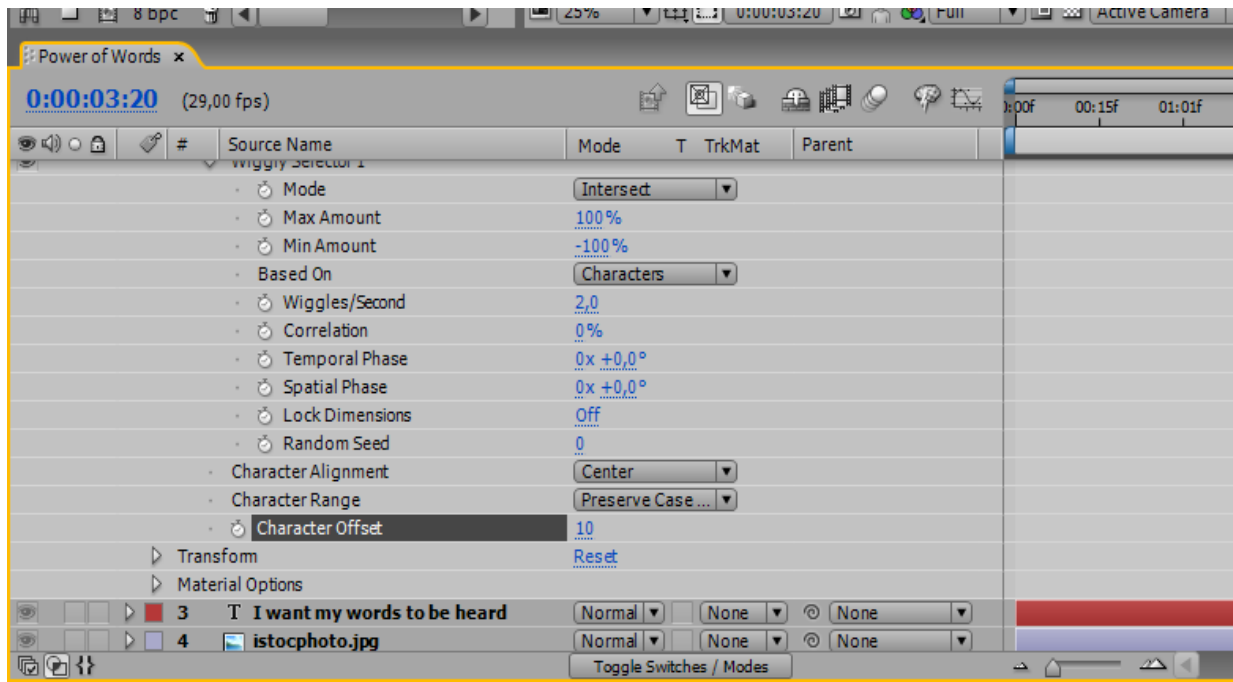 8 bpc 25% 0:00:03:20 Full Active Camera
Power of Words x
0:00:03:20 (29,00 fps) 0:00f 00:15f 01:01f
# Source Name Mode T TrkMat Parent
Wiggly Selector 1
Mode Intersect
Max Amount 100%
Min Amount -100%
Based On Characters
Wiggles/Second 2,0
Correlation 0%
Temporal Phase 0x +0,0°
Spatial Phase 0x +0,0°
Lock Dimensions Off
Random Seed 0
Character Alignment Center
Character Range Preserve Case ...
Character Offset 10
Transform Reset
Material Options
3 T I want my words to be heard Normal None None
4 istocphoto.jpg Normal None None
Toggle Switches / Modes